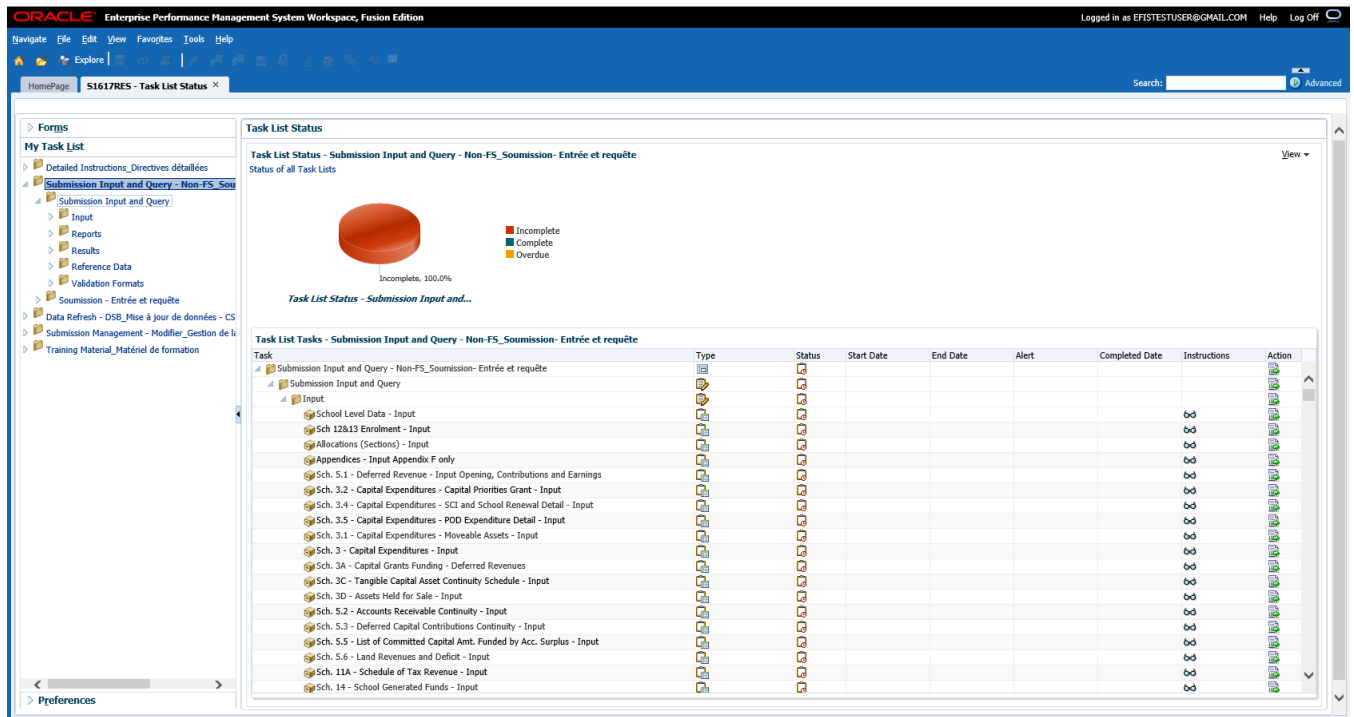 ORACLE Enterprise Performance Management System Workspace, Fusion Edition
Logged in as EFISTESTUSER@GMAIL.COM Help Log Off
Navigate File Edit View Favorites Tools Help
Explore
HomePage S1617RES - Task List Status ×
Search: Advanced
Forms
My Task List
Detailed Instructions_Directives détaillées
Submission Input and Query - Non-FS_Sou
Submission Input and Query
Input
Reports
Results
Reference Data
Validation Formats
Soumission - Entrée et requête
Data Refresh - DSB_Mise à jour de données - CS
Submission Management - Modifier_Gestion de la
Training Material_Matériel de formation
Preferences
Task List Status
Task List Status - Submission Input and Query - Non-FS_Soumission- Entrée et requête
View
Status of all Task Lists
Incomplete
Complete
Overdue
Incomplete, 100.0%
Task List Status - Submission Input and...
Task List Tasks - Submission Input and Query - Non-FS_Soumission- Entrée et requête
Task Type Status Start Date End Date Alert Completed Date Instructions Action
Submission Input and Query - Non-FS_Soumission- Entrée et requête
Submission Input and Query
Input
School Level Data - Input
Sch 12&13 Enrolment - Input
Allocations (Sections) - Input
Appendices - Input Appendix F only
Sch. 5.1 - Deferred Revenue - Input Opening, Contributions and Earnings
Sch. 3.2 - Capital Expenditures - Capital Priorities Grant - Input
Sch. 3.4 - Capital Expenditures - SCI and School Renewal Detail - Input
Sch. 3.5 - Capital Expenditures - POD Expenditure Detail - Input
Sch. 3.1 - Capital Expenditures - Moveable Assets - Input
Sch. 3 - Capital Expenditures - Input
Sch. 3A - Capital Grants Funding - Deferred Revenues
Sch. 3C - Tangible Capital Asset Continuity Schedule - Input
Sch. 3D - Assets Held for Sale - Input
Sch. 5.2 - Accounts Receivable Continuity - Input
Sch. 5.3 - Deferred Capital Contributions Continuity - Input
Sch. 5.5 - List of Committed Capital Amt. Funded by Acc. Surplus - Input
Sch. 5.6 - Land Revenues and Deficit - Input
Sch. 11A - Schedule of Tax Revenue - Input
Sch. 14 - School Generated Funds - Input